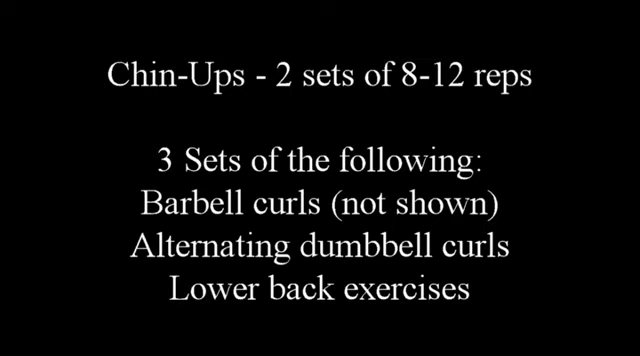 Chin-Ups - 2 sets of 8-12 reps
3 Sets of the following:
Barbell curls (not shown)
Alternating dumbbell curls
Lower back exercises